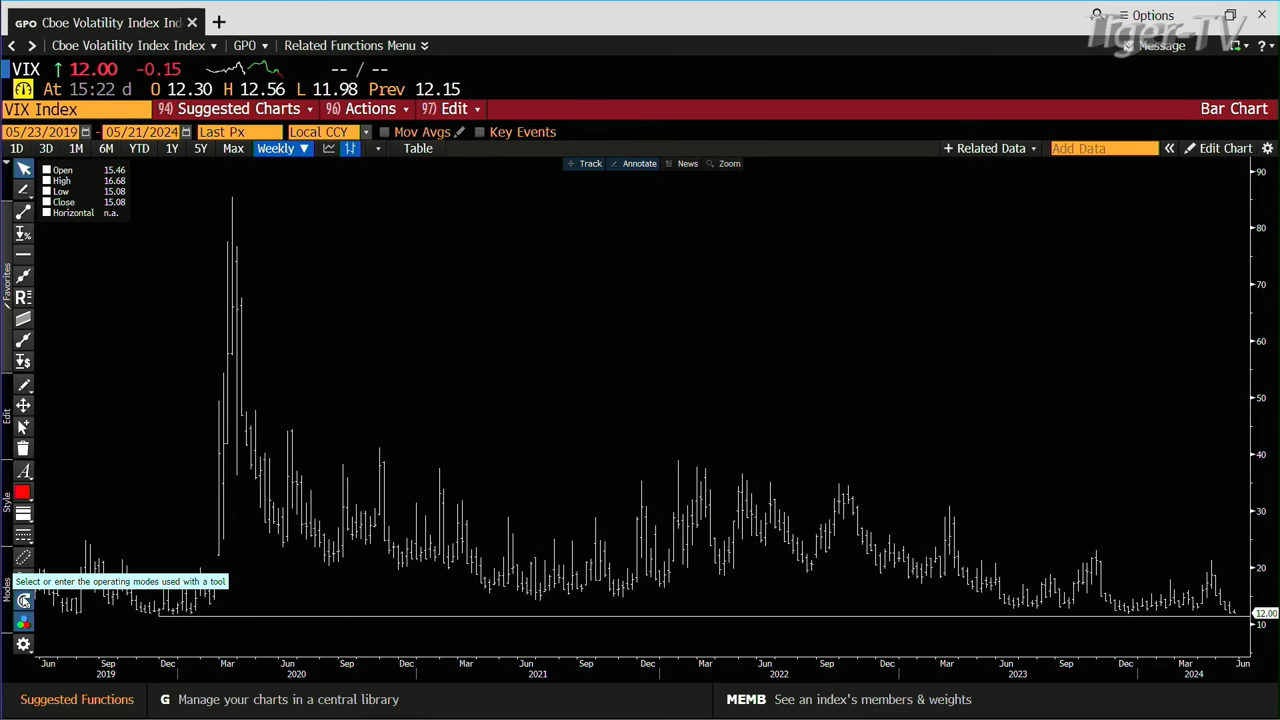 GPO Cboe Volatility Index Ind × +
Options
Tiger-TV
Cboe Volatility Index Index GPO Related Functions Menu
Message ?
VIX ↑ 12.00 -0.15 -- / --
At 15:22 d O 12.30 H 12.56 L 11.98 Prev 12.15
VIX Index 94) Suggested Charts 96) Actions 97) Edit Bar Chart
05/23/2019 - 05/21/2024 Last Px Local CCY Mov Avgs Key Events
1D 3D 1M 6M YTD 1Y 5Y Max Weekly ▼ Table + Related Data Add Data « Edit Chart
Track Annotate News Zoom
Open 15.46
High 16.68
Low 15.08
Close 15.08
Horizontal n.a.
90
80
70
60
50
40
30
20
12.00
10
Favorites
Edit
Style
Modes
Select or enter the operating modes used with a tool
Jun Sep Dec Mar Jun Sep Dec Mar Jun Sep Dec Mar Jun Sep Dec Mar Jun Sep Dec Mar Jun
2019 2020 2021 2022 2023 2024
Suggested Functions G Manage your charts in a central library MEMB See an index's members & weights